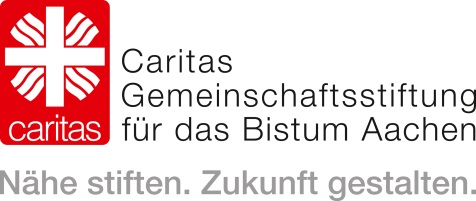 caritas
Caritas
Gemeinschaftsstiftung
für das Bistum Aachen
Nähe stiften. Zukunft gestalten.